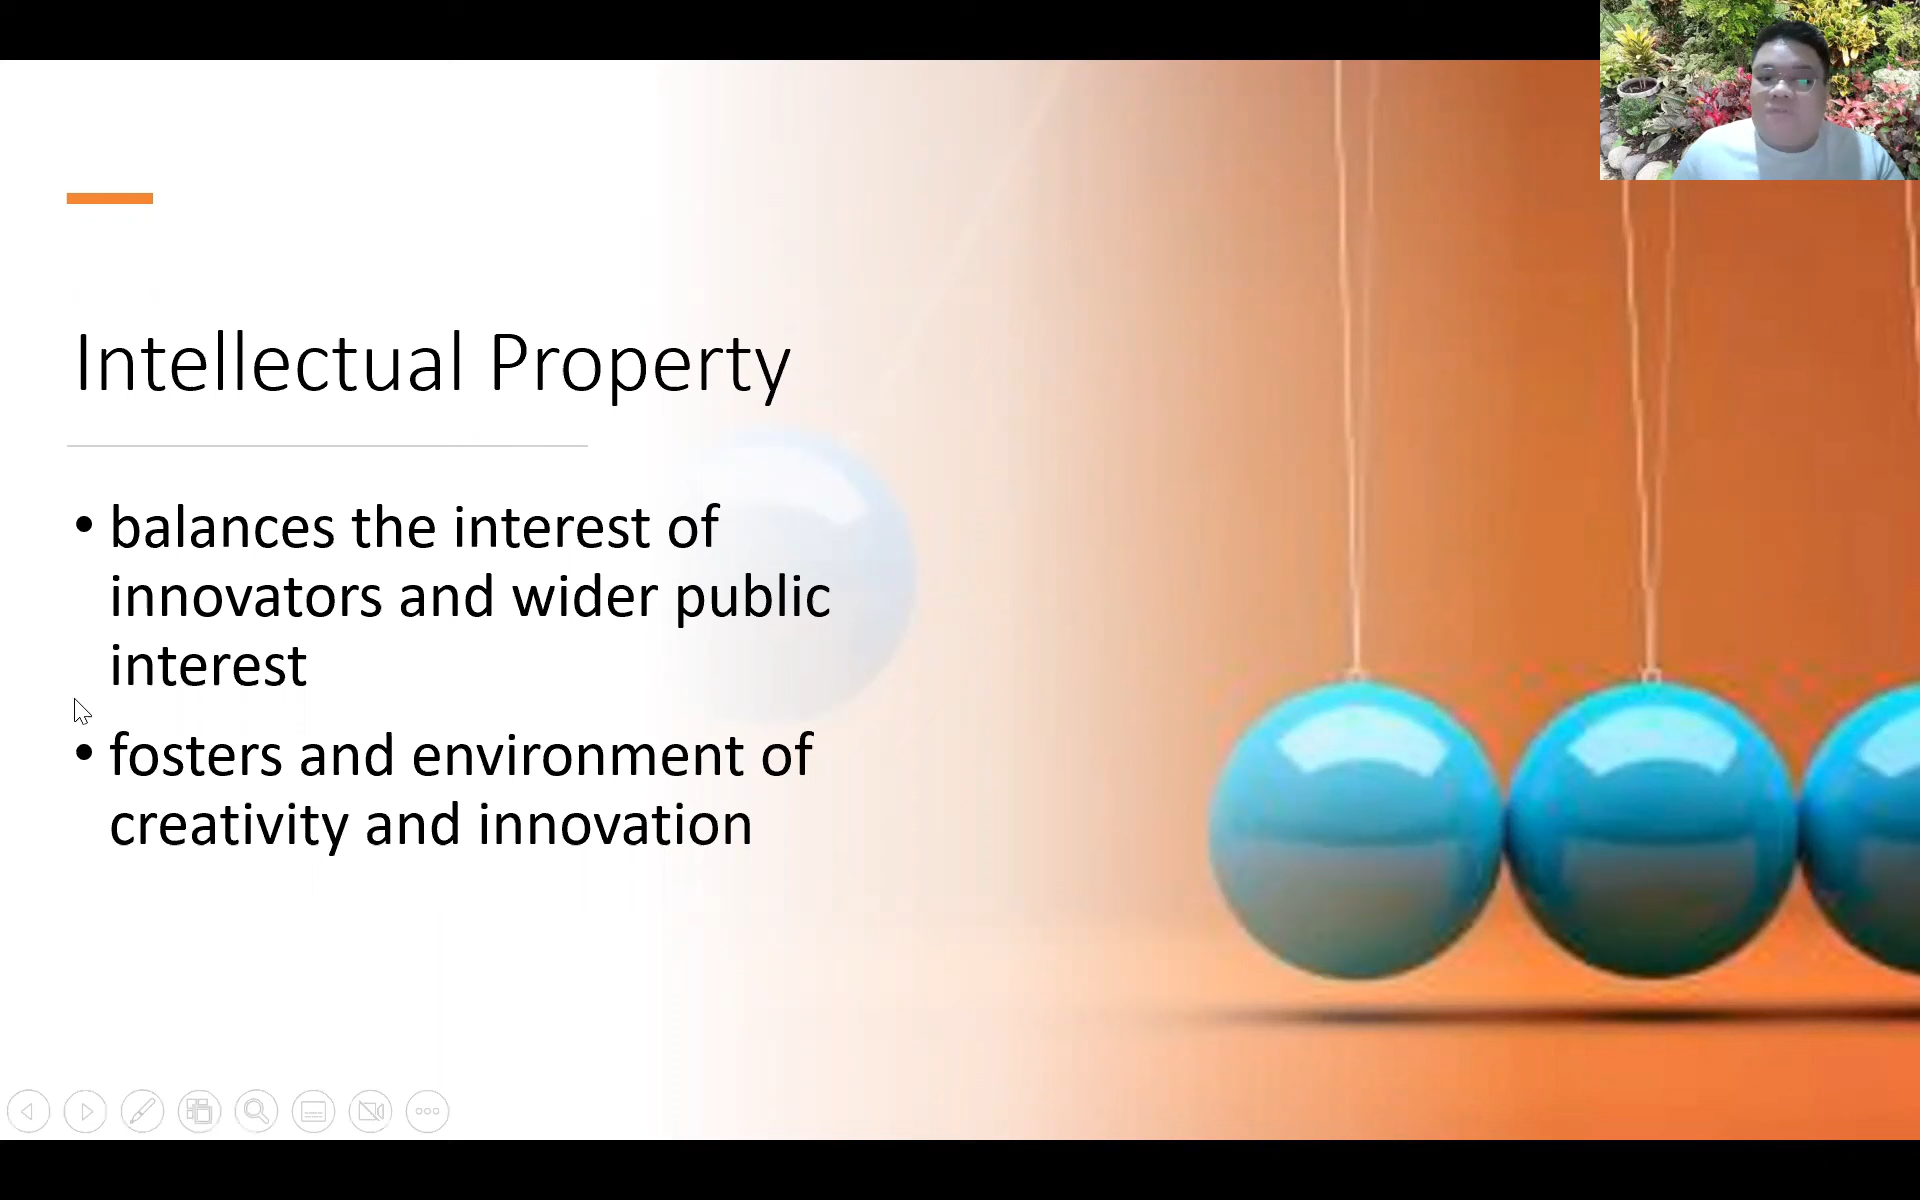 Intellectual Property
• balances the interest of
innovators and wider public
interest
• fosters and environment of
creativity and innovation